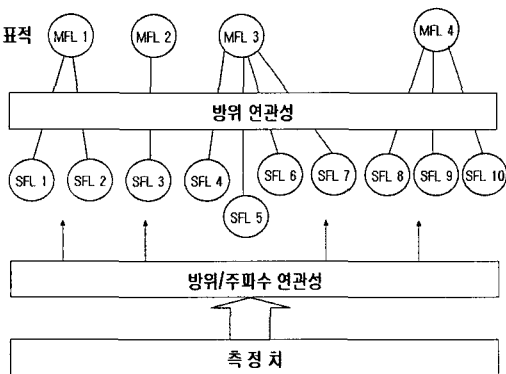 표적 MFL 1 MFL 2 MFL 3 MFL 4
방위 연관성
SFL 1 SFL 2 SFL 3 SFL 4 SFL 5 SFL 6 SFL 7 SFL 8 SFL 9 SFL 10
방위/주파수 연관성
측정치